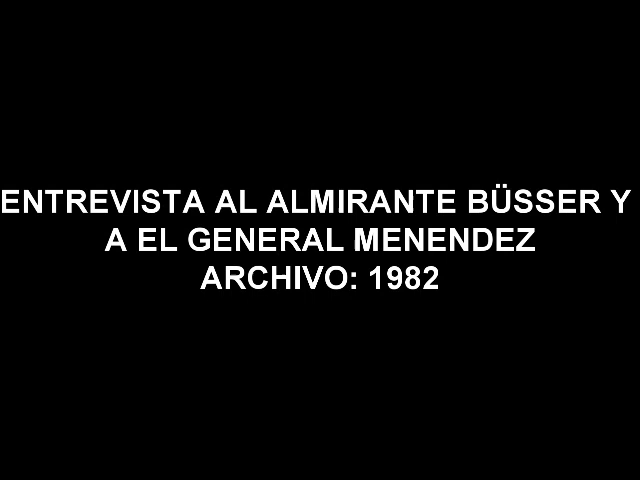 ENTREVISTA AL ALMIRANTE BÜSSER Y
A EL GENERAL MENENDEZ
ARCHIVO: 1982